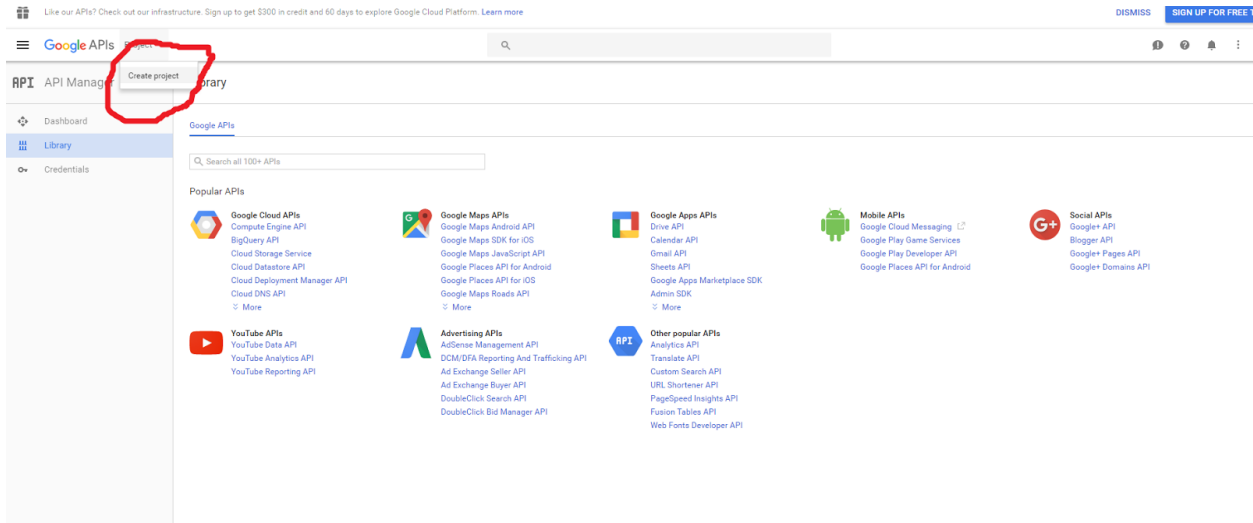 Like our APIs? Check out our infrastructure. Sign up to get $300 in credit and 60 days to explore Google Cloud Platform. Learn more
DISMISS
SIGN UP FOR FREE T
Google APIs
Project
API API Manager
Create project
Library
Dashboard
Library
Credentials
Google APIs
Search all 100+ APIs
Popular APIs
Google Cloud APIs
Compute Engine API
BigQuery API
Cloud Storage Service
Cloud Datastore API
Cloud Deployment Manager API
Cloud DNS API
More
G
Google Maps APIs
Google Maps Android API
Google Maps SDK for iOS
Google Maps JavaScript API
Google Places API for Android
Google Places API for iOS
Google Maps Roads API
More
Google Apps APIs
Drive API
Calendar API
Gmail API
Sheets API
Google Apps Marketplace SDK
Admin SDK
More
Mobile APIs
Google Cloud Messaging
Google Play Game Services
Google Play Developer API
Google Places API for Android
G+
Social APIs
Google+ API
Blogger API
Google+ Pages API
Google+ Domains API
YouTube APIs
YouTube Data API
YouTube Analytics API
YouTube Reporting API
Advertising APIs
AdSense Management API
DCM/DFA Reporting And Trafficking API
Ad Exchange Seller API
Ad Exchange Buyer API
DoubleClick Search API
DoubleClick Bid Manager API
API
Other popular APIs
Analytics API
Translate API
Custom Search API
URL Shortener API
PageSpeed Insights API
Fusion Tables API
Web Fonts Developer API